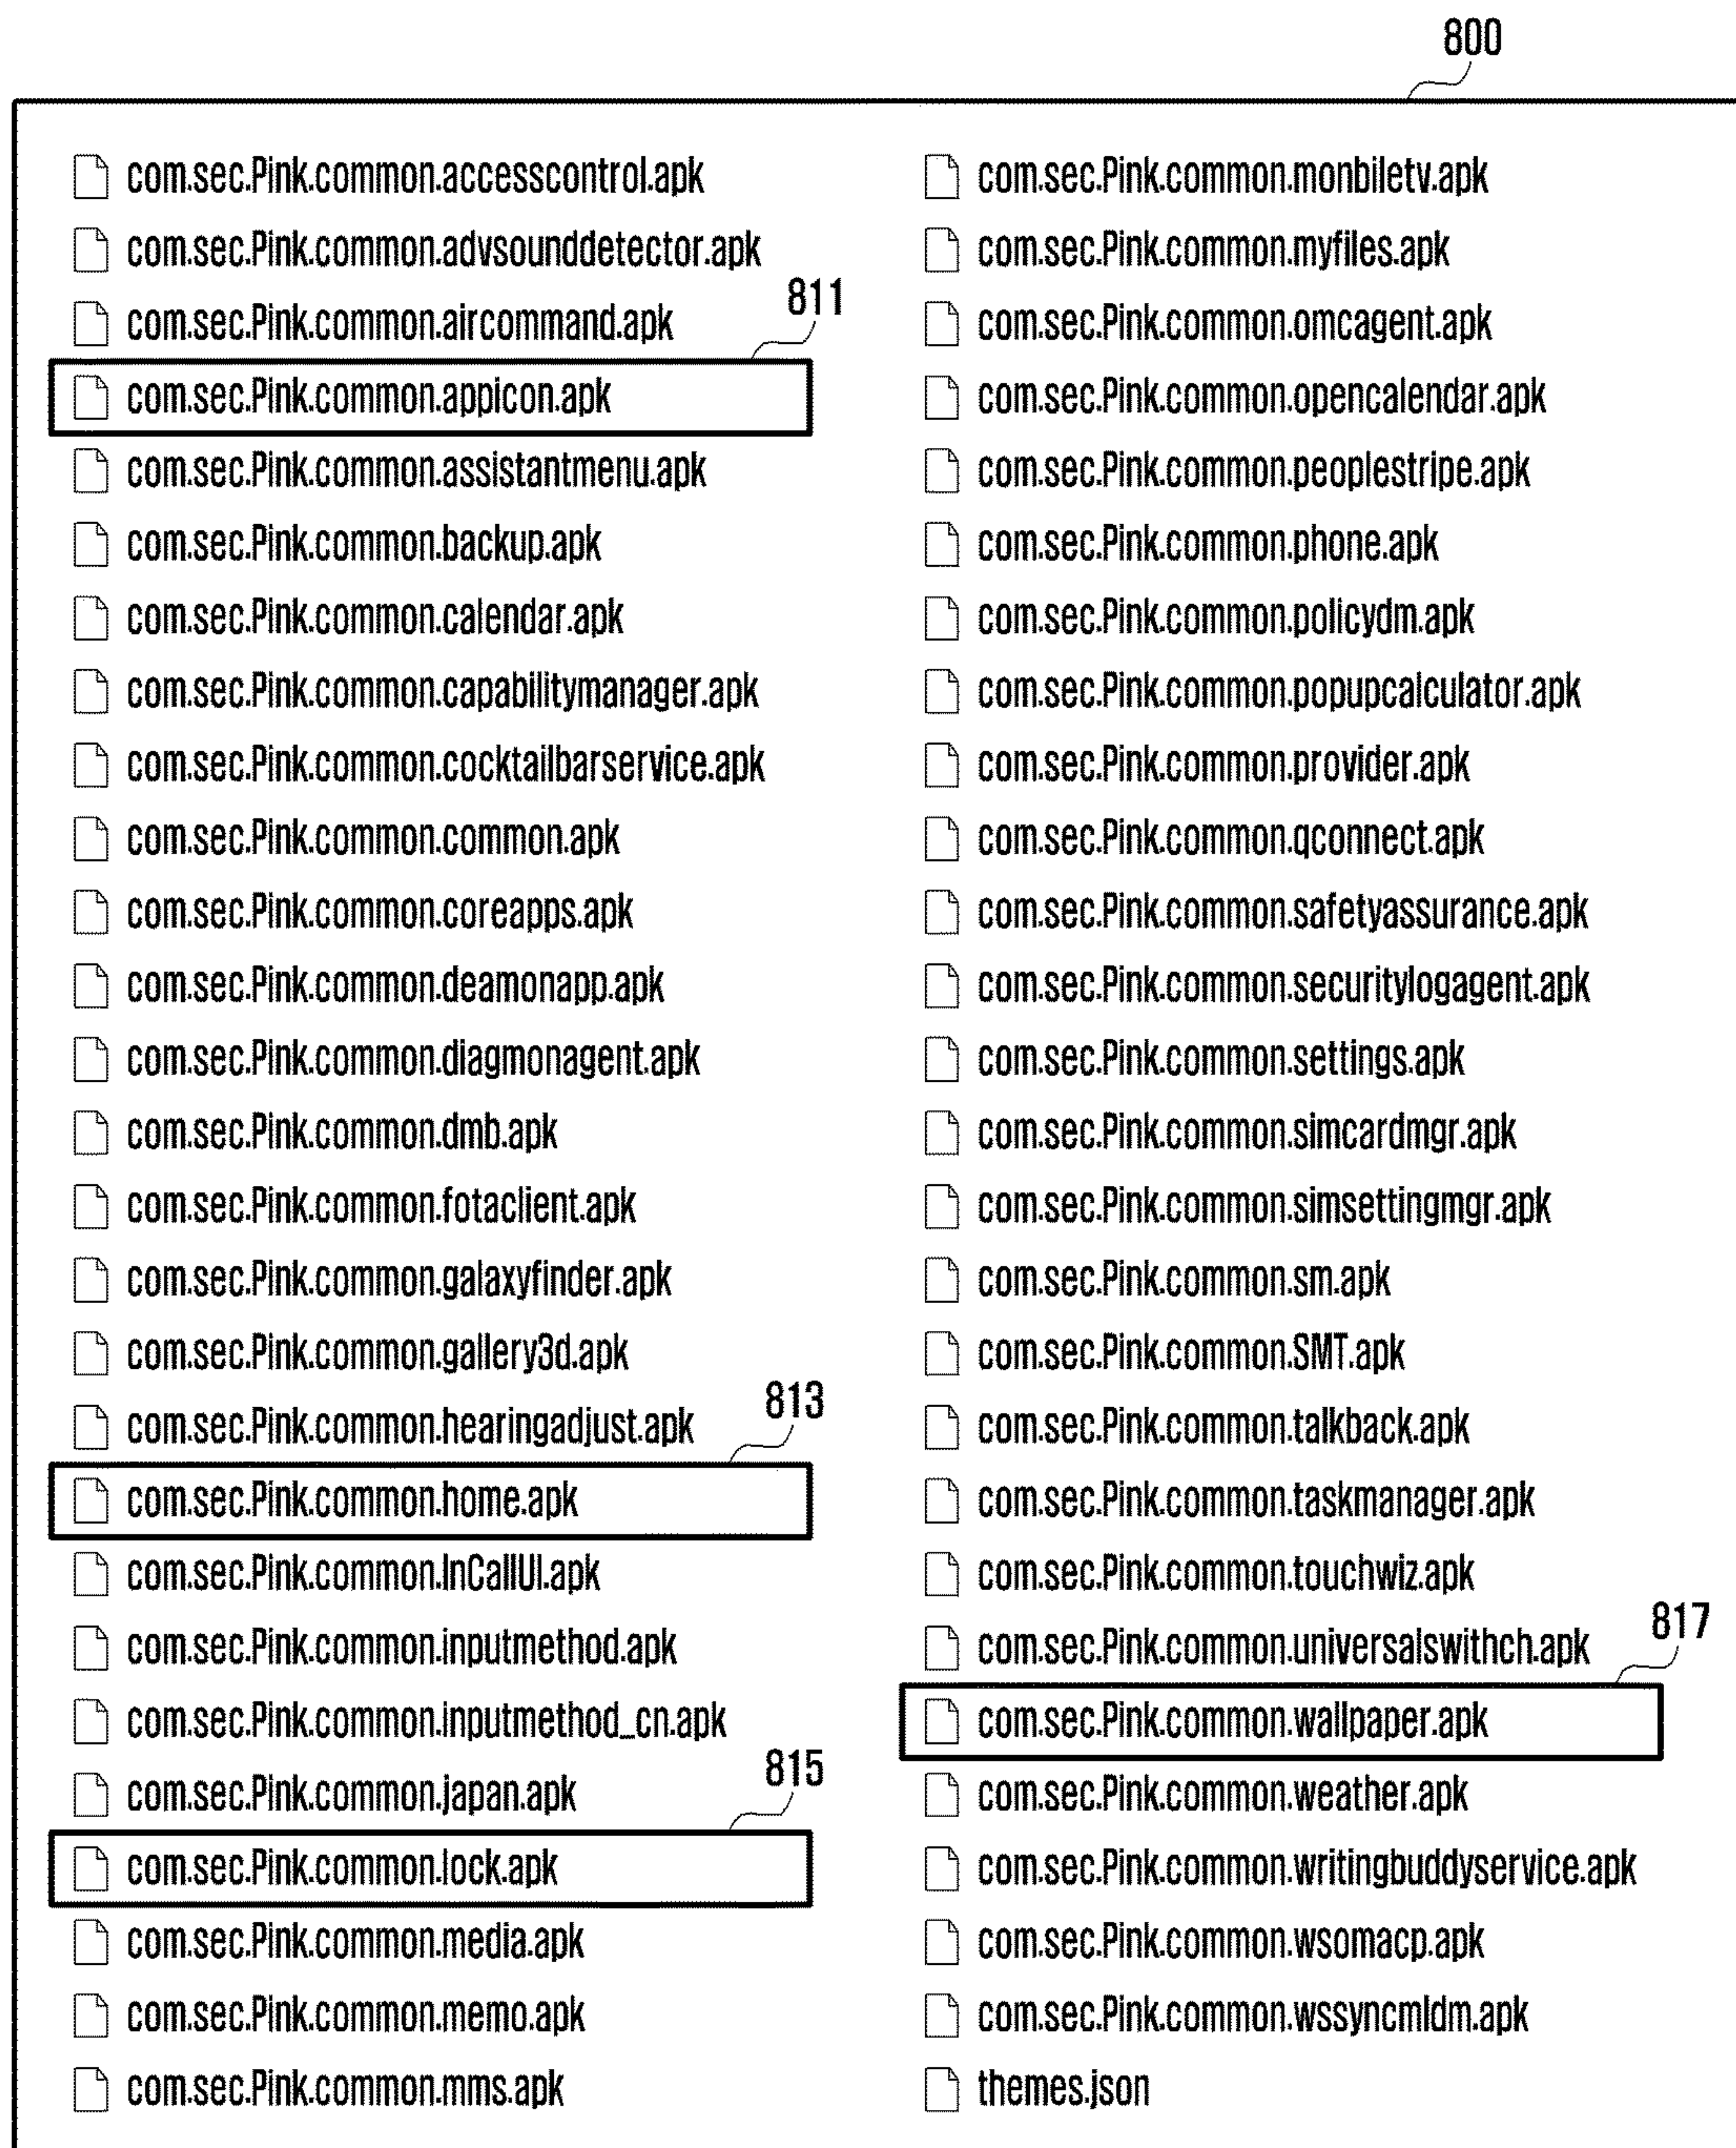 800
com.sec.Pink.common.accesscontrol.apk
com.sec.Pink.common.advsounddetector.apk
com.sec.Pink.common.aircommand.apk
811
com.sec.Pink.common.appicon.apk
com.sec.Pink.common.assistantmenu.apk
com.sec.Pink.common.backup.apk
com.sec.Pink.common.calendar.apk
com.sec.Pink.common.capabilitymanager.apk
com.sec.Pink.common.cocktailbarservice.apk
com.sec.Pink.common.common.apk
com.sec.Pink.common.coreapps.apk
com.sec.Pink.common.deamonapp.apk
com.sec.Pink.common.diagmonagent.apk
com.sec.Pink.common.dmb.apk
com.sec.Pink.common.fotaclient.apk
com.sec.Pink.common.galaxyfinder.apk
com.sec.Pink.common.gallery3d.apk
com.sec.Pink.common.hearingadjust.apk
813
com.sec.Pink.common.home.apk
com.sec.Pink.common.InCallUI.apk
com.sec.Pink.common.inputmethod.apk
com.sec.Pink.common.inputmethod_cn.apk
com.sec.Pink.common.japan.apk
815
com.sec.Pink.common.lock.apk
com.sec.Pink.common.media.apk
com.sec.Pink.common.memo.apk
com.sec.Pink.common.mms.apk
com.sec.Pink.common.monbiletv.apk
com.sec.Pink.common.myfiles.apk
com.sec.Pink.common.omcagent.apk
com.sec.Pink.common.opencalendar.apk
com.sec.Pink.common.peoplestripe.apk
com.sec.Pink.common.phone.apk
com.sec.Pink.common.policydm.apk
com.sec.Pink.common.popupcalculator.apk
com.sec.Pink.common.provider.apk
com.sec.Pink.common.qconnect.apk
com.sec.Pink.common.safetyassurance.apk
com.sec.Pink.common.securitylogagent.apk
com.sec.Pink.common.settings.apk
com.sec.Pink.common.simcardmgr.apk
com.sec.Pink.common.simsettingmgr.apk
com.sec.Pink.common.sm.apk
com.sec.Pink.common.SMT.apk
com.sec.Pink.common.talkback.apk
com.sec.Pink.common.taskmanager.apk
com.sec.Pink.common.touchwiz.apk
com.sec.Pink.common.universalswithch.apk
817
com.sec.Pink.common.wallpaper.apk
com.sec.Pink.common.weather.apk
com.sec.Pink.common.writingbuddyservice.apk
com.sec.Pink.common.wsomacp.apk
com.sec.Pink.common.wssyncmldm.apk
themes.json